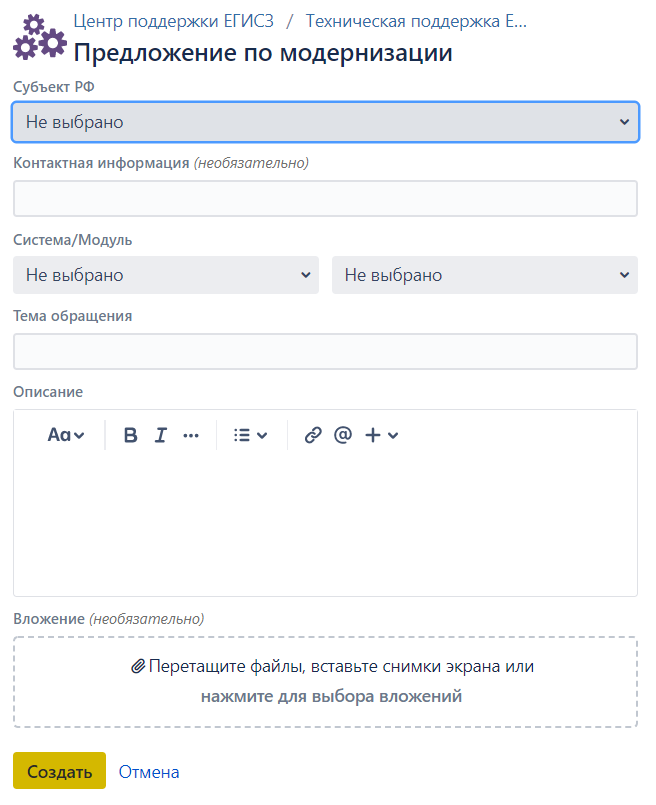 Центр поддержки ЕГИСЗ / Техническая поддержка Е...
Предложение по модернизации
Субъект РФ
Не выбрано
Контактная информация (необязательно)
Система/Модуль
Не выбрано Не выбрано
Тема обращения
Описание
Aa B I ... @ +
Вложение (необязательно)
Перетащите файлы, вставьте снимки экрана или
нажмите для выбора вложений
Создать Отмена